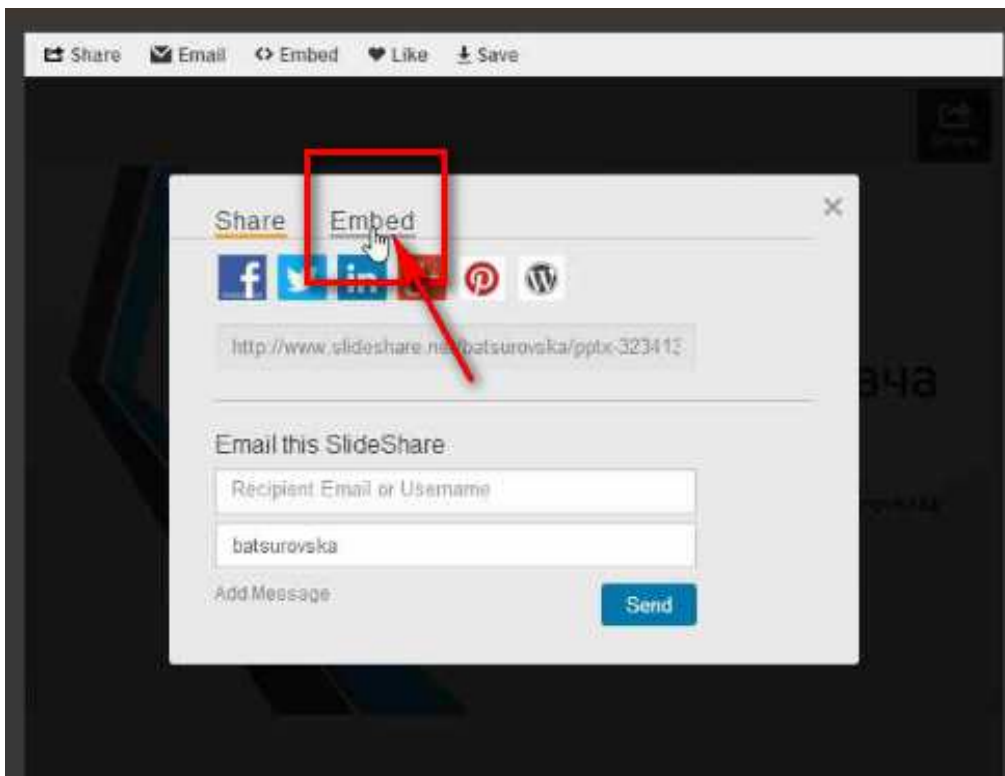 Share Email Embed Like Save
Share Embed
http://www.slideshare.net/batsurovska/pptx-323413
Email this SlideShare
Recipient Email or Username
batsurovska
Add Message
Send